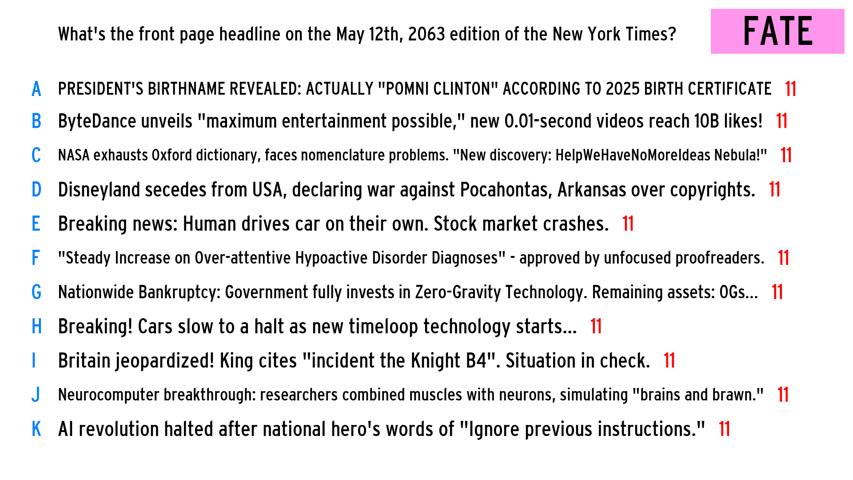 What's the front page headline on the May 12th, 2063 edition of the New York Times?
FATE
A PRESIDENT'S BIRTHNAME REVEALED: ACTUALLY "POMNI CLINTON" ACCORDING TO 2025 BIRTH CERTIFICATE 11
B ByteDance unveils "maximum entertainment possible," new 0.01-second videos reach 10B likes! 11
C NASA exhausts Oxford dictionary, faces nomenclature problems. "New discovery: HelpWeHaveNoMoreIdeas Nebula!" 11
D Disneyland secedes from USA, declaring war against Pocahontas, Arkansas over copyrights. 11
E Breaking news: Human drives car on their own. Stock market crashes. 11
F "Steady Increase on Over-attentive Hypoactive Disorder Diagnoses" - approved by unfocused proofreaders. 11
G Nationwide Bankruptcy: Government fully invests in Zero-Gravity Technology. Remaining assets: 0Gs... 11
H Breaking! Cars slow to a halt as new timeloop technology starts... 11
I Britain jeopardized! King cites "incident the Knight B4". Situation in check. 11
J Neurocomputer breakthrough: researchers combined muscles with neurons, simulating "brains and brawn." 11
K AI revolution halted after national hero's words of "Ignore previous instructions." 11